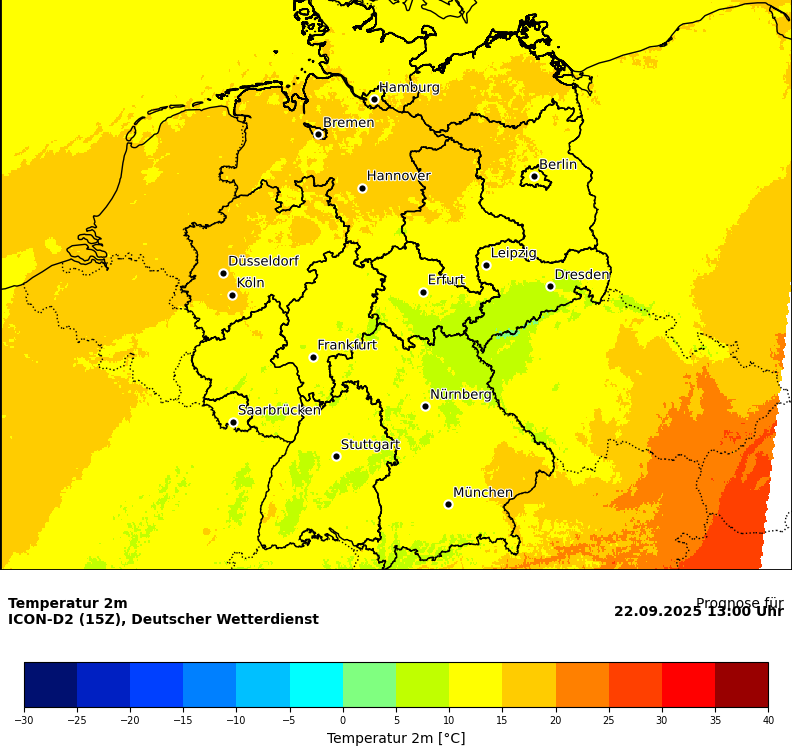 Hamburg
Bremen
Berlin
Hannover
Leipzig
Düsseldorf
Dresden
Erfurt
Köln
Frankfurt
Nürnberg
Saarbrücken
Stuttgart
München
Temperatur 2m
Prognose für
ICON-D2 (15Z), Deutscher Wetterdienst
22.09.2025 13:00 Uhr
−30 −25 −20 −15 −10 −5 0 5 10 15 20 25 30 35 40
Temperatur 2m [°C]